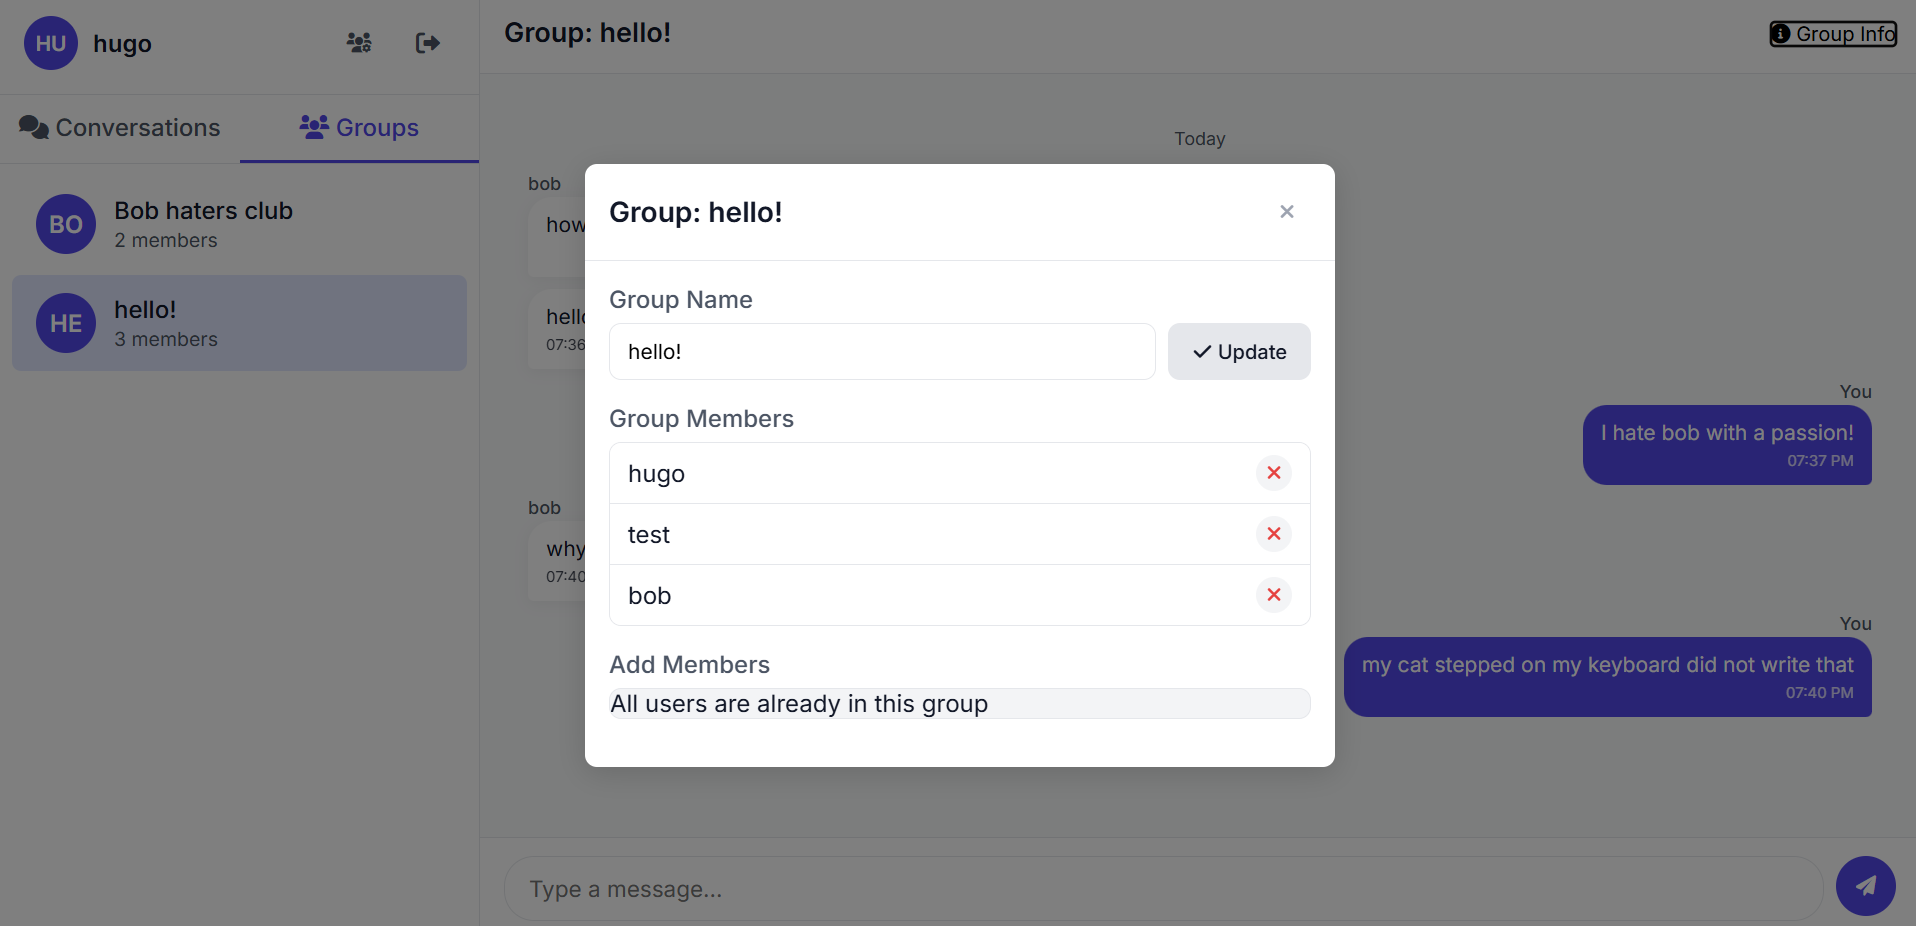 HU
hugo
Conversations
Groups
BO
Bob haters club
2 members
HE
hello!
3 members
Group: hello!
Group Info
Today
bob
how
07:36
You
I hate bob with a passion!
07:37 PM
bob
why
07:40
You
my cat stepped on my keyboard did not write that
07:40 PM
Type a message...
Group: hello!
Group Name
hello!
Update
Group Members
hugo
test
bob
Add Members
All users are already in this group